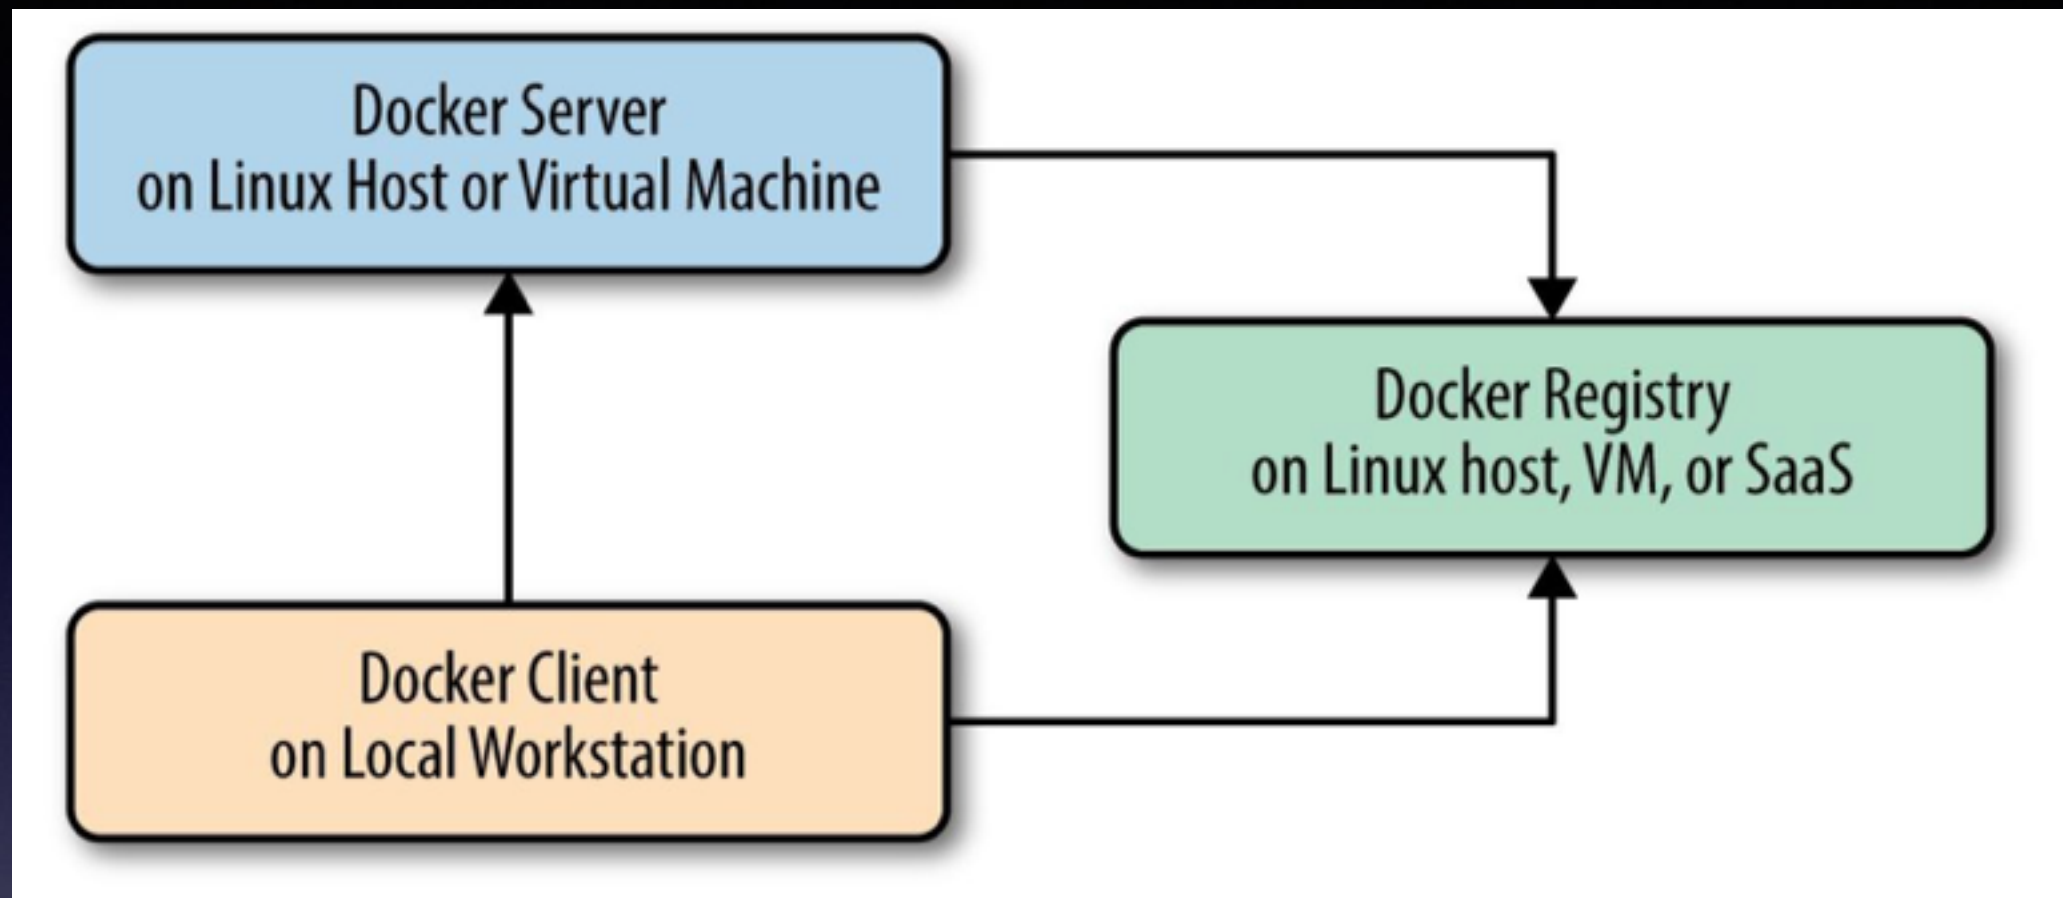 Docker Server
on Linux Host or Virtual Machine
Docker Registry
on Linux host, VM, or SaaS
Docker Client
on Local Workstation